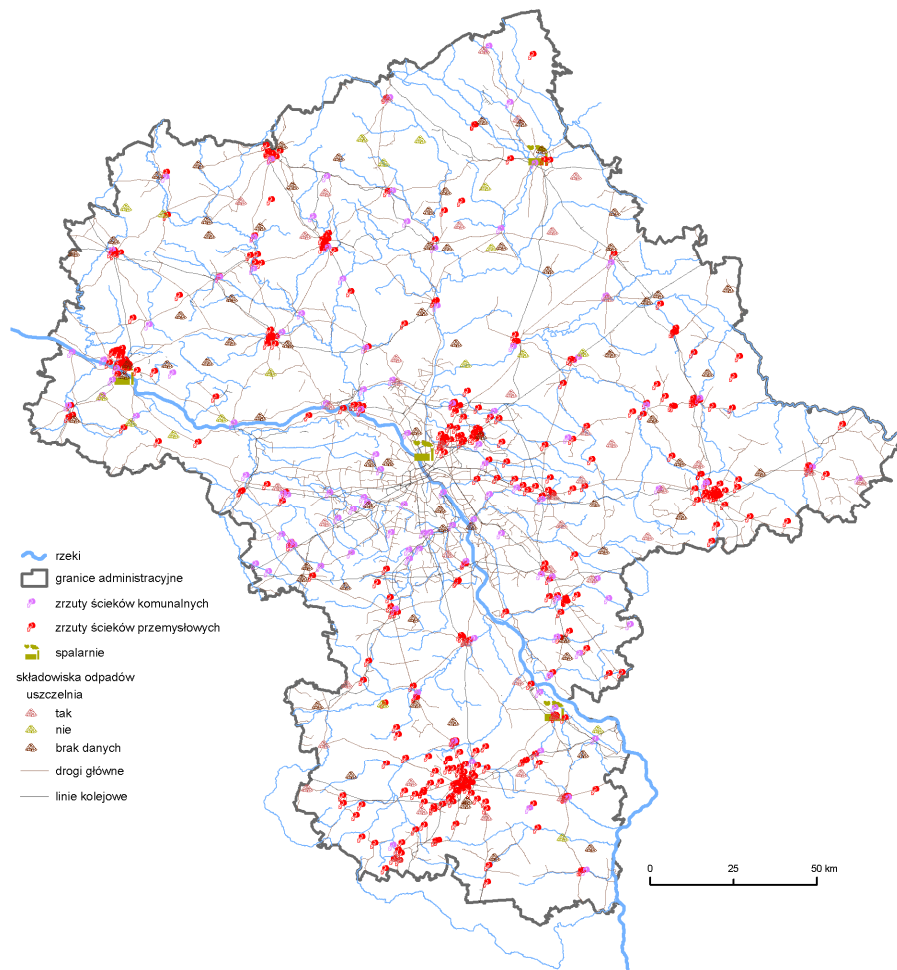 rzeki
granice administracyjne
zrzuty ścieków komunalnych
zrzuty ścieków przemysłowych
spalarnie
składowiska odpadów
uszczelnia
tak
nie
brak danych
drogi główne
linie kolejowe
0 25 50 km